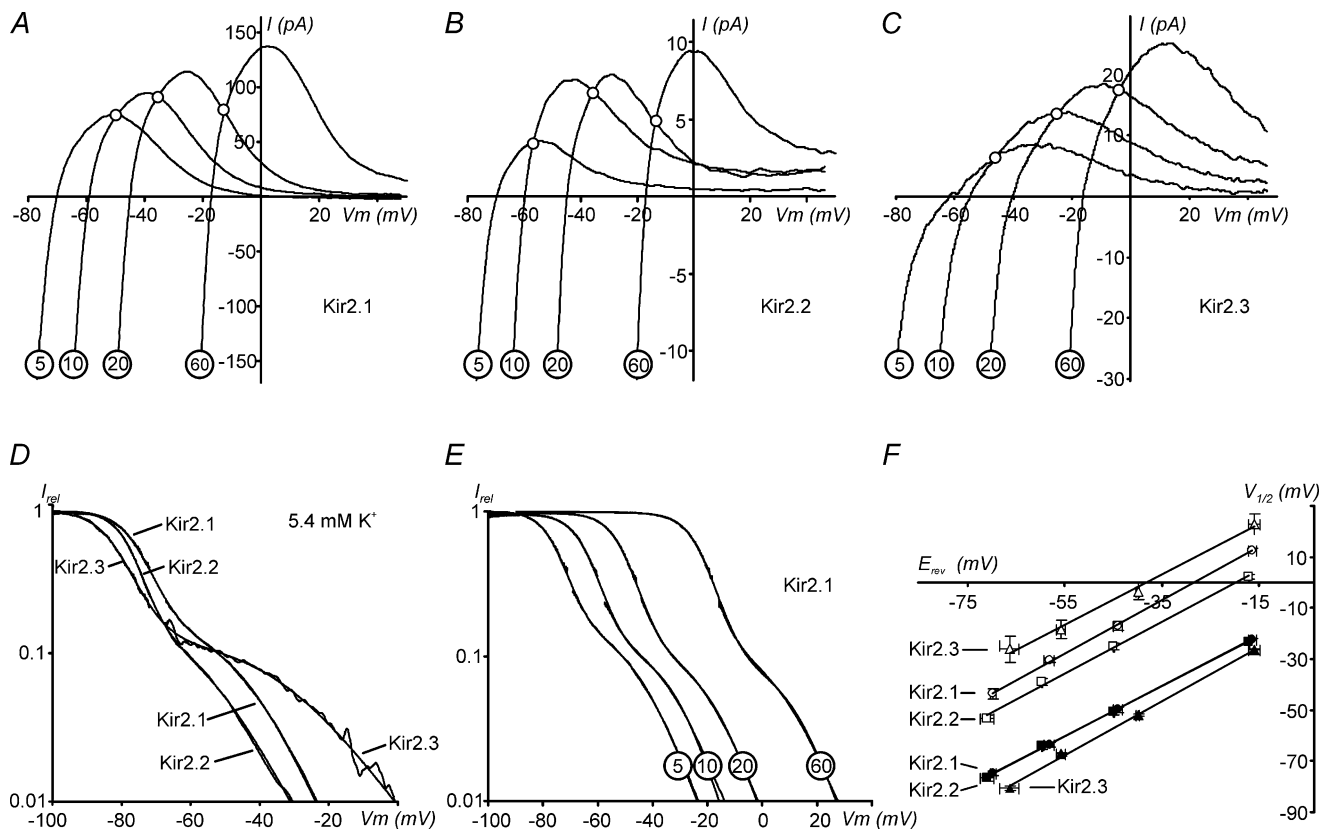 A
I (pA)
150
100
50
-80
-60
-40
-20
20
Vm (mV)
-50
-100
-150
Kir2.1
5
10
20
60
B
I (pA)
10
5
-80
-60
-40
-20
20
Vm (mV)
-5
-10
Kir2.2
5
10
20
60
C
I (pA)
20
10
-80
-60
-40
-20
20
Vm (mV)
-10
-20
-30
Kir2.3
5
10
20
60
D
Irel
1
0.1
0.01
5.4 mM K+
Kir2.1
Kir2.2
Kir2.3
Kir2.1
Kir2.2
Kir2.3
-100
-80
-60
-40
-20
0
Vm (mV)
E
Irel
1
0.1
0.01
Kir2.1
5
10
20
60
-100
-80
-60
-40
-20
0
20
Vm (mV)
F
V1/2 (mV)
Erev (mV)
-75
-55
-35
-15
10
-10
-30
-50
-70
-90
Kir2.3
Kir2.1
Kir2.2
Kir2.1
Kir2.2
Kir2.3